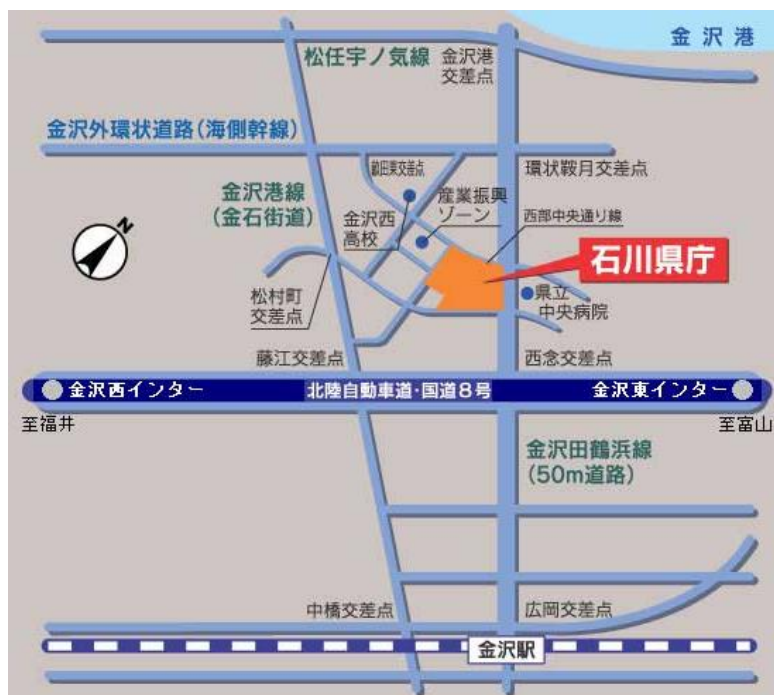 金沢港
松任宇ノ気線
金沢港
交差点
金沢外環状道路(海側幹線)
環状鞍月交差点
金沢港線
(金石街道)
金沢西
高校
産業振興
ゾーン
西部中央通り線
N
石川県庁
県立
中央病院
松村町
交差点
藤江交差点
西念交差点
金沢西インター
北陸自動車道・国道8号
金沢東インター
至福井
至富山
金沢田鶴浜線
(50m道路)
中橋交差点
広岡交差点
金沢駅